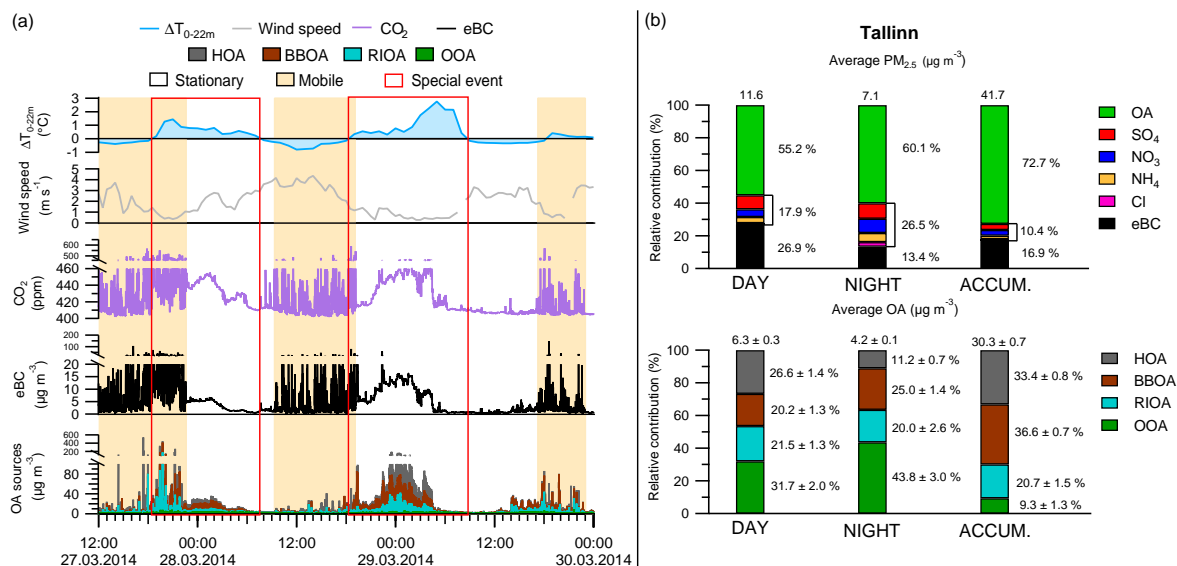 (a)
ΔT0-22m Wind speed CO2 eBC
HOA BBOA RIOA OOA
Stationary Mobile Special event
ΔT0-22m
(°C)
3
2
1
0
-1
Wind speed
(m s-1)
5
4
3
2
1
0
CO2
(ppm)
600
500
460
440
420
400
eBC
(µg m-3)
200
100
20
15
10
5
0
OA sources
(µg m-3)
600
400
200
80
40
0
12:00 00:00 12:00 00:00 12:00 00:00
27.03.2014 28.03.2014 29.03.2014 30.03.2014
(b)
Tallinn
Average PM2.5 (µg m-3)
11.6 7.1 41.7
Relative contribution (%)
100
80
60
40
20
0
55.2 %
17.9 %
26.9 %
60.1 %
26.5 %
13.4 %
72.7 %
10.4 %
16.9 %
DAY NIGHT ACCUM.
OA
SO4
NO3
NH4
Cl
eBC
Average OA (µg m-3)
6.3 ± 0.3 4.2 ± 0.1 30.3 ± 0.7
Relative contribution (%)
100
80
60
40
20
0
26.6 ± 1.4 %
20.2 ± 1.3 %
21.5 ± 1.3 %
31.7 ± 2.0 %
11.2 ± 0.7 %
25.0 ± 1.4 %
20.0 ± 2.6 %
43.8 ± 3.0 %
33.4 ± 0.8 %
36.6 ± 0.7 %
20.7 ± 1.5 %
9.3 ± 1.3 %
DAY NIGHT ACCUM.
HOA
BBOA
RIOA
OOA